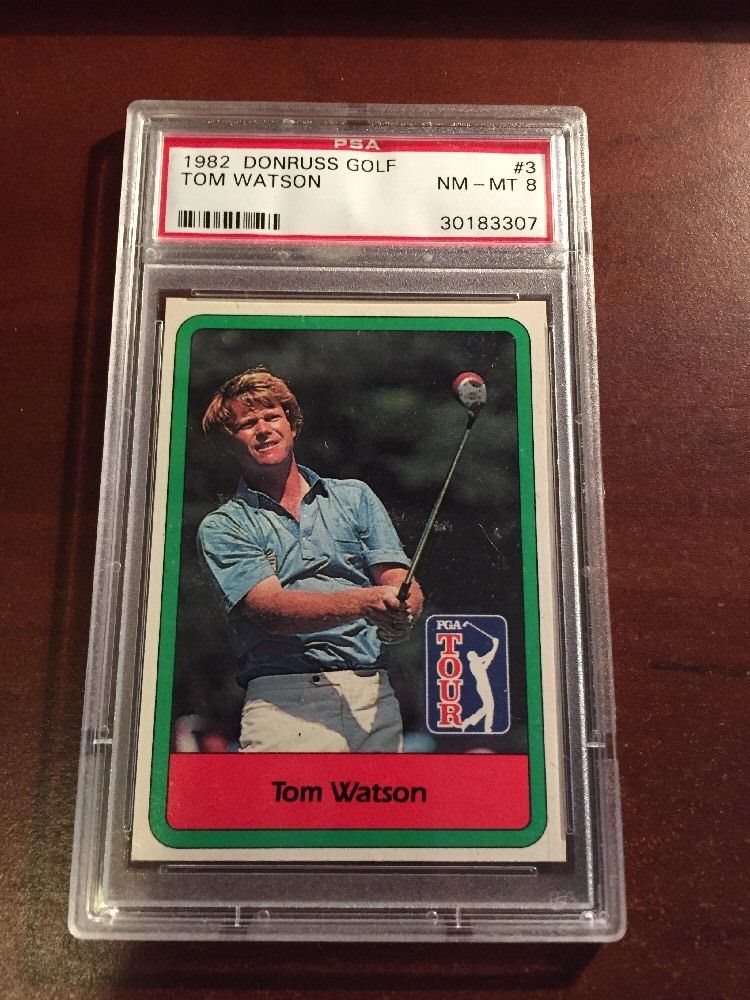 PSA
1982 DONRUSS GOLF #3
TOM WATSON NM - MT 8
30183307
PGA
TOUR
Tom Watson